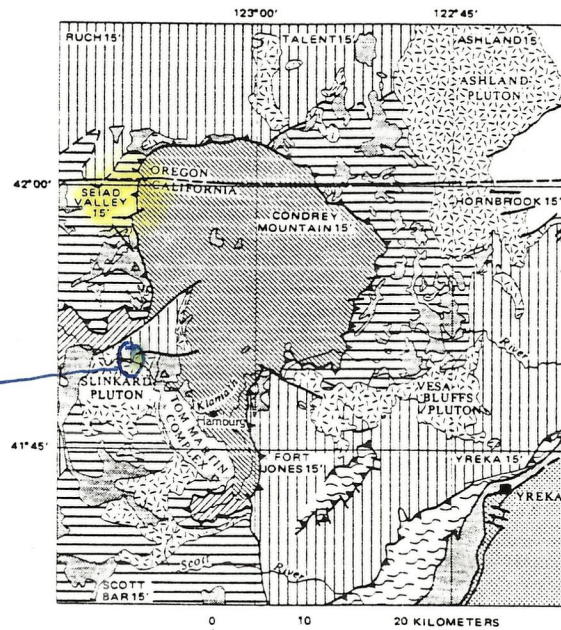 123°00'
122°45'
RUCH 15'
TALENT 15'
ASHLAND 15'
ASHLAND
PLUTON
OREGON
CALIFORNIA
42°00'
SEIAD
VALLEY
15'
HORNBROOK 15'
CONDREY
MOUNTAIN 15'
River
SLINKARD
PLUTON
Klamath
Hamburg
VESA
BLUFFS
PLUTON
TOM MARTIN
41°45'
FORT
JONES 15'
YREKA 15'
YREKA
Scott
River
SCOTT
BAR 15'
0 10 20 KILOMETERS